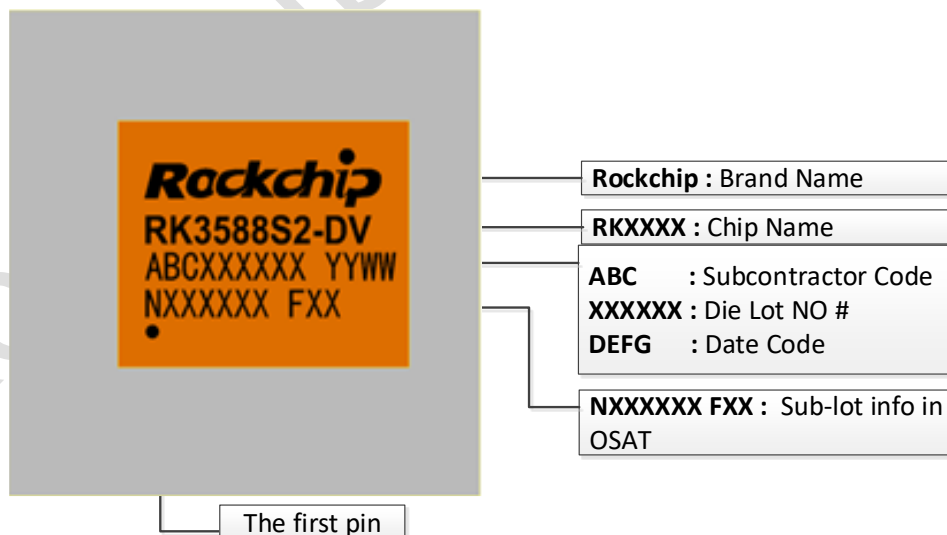 Rockchip
RK3588S2-DV
ABCXXXXXX YYWW
NXXXXXX FXX
Rockchip : Brand Name
RKXXXX : Chip Name
ABC : Subcontractor Code
XXXXXX : Die Lot NO #
DEFG : Date Code
NXXXXXX FXX : Sub-lot info in
OSAT
The first pin